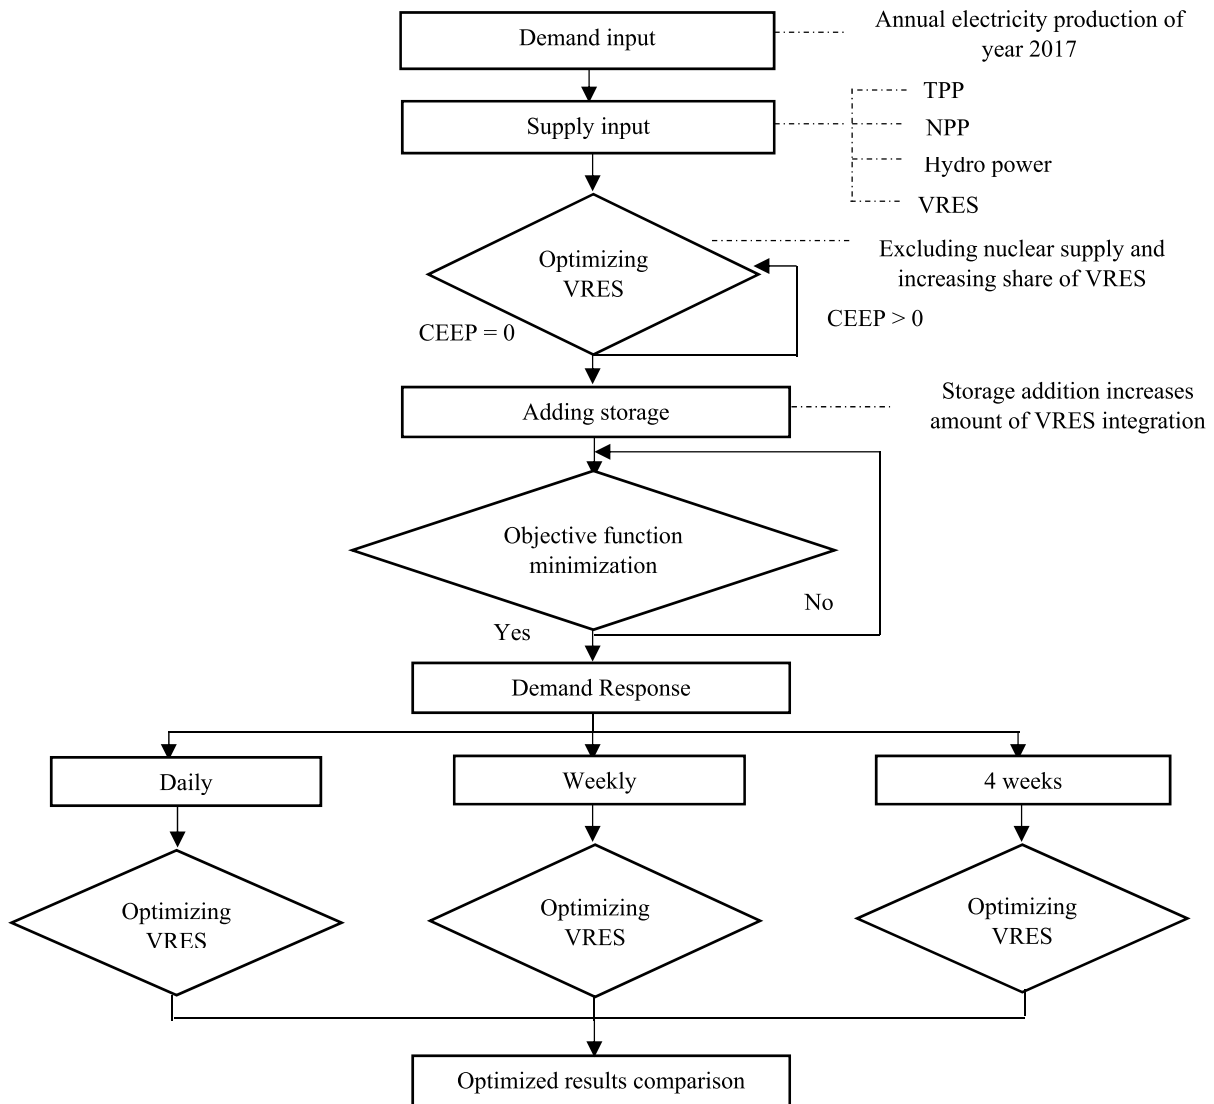 Demand input
Annual electricity production of
year 2017
Supply input
TPP
NPP
Hydro power
VRES
Optimizing
VRES
Excluding nuclear supply and
increasing share of VRES
CEEP = 0
CEEP > 0
Adding storage
Storage addition increases
amount of VRES integration
Objective function
minimization
No
Yes
Demand Response
Daily
Weekly
4 weeks
Optimizing
VRES
Optimizing
VRES
Optimizing
VRES
Optimized results comparison